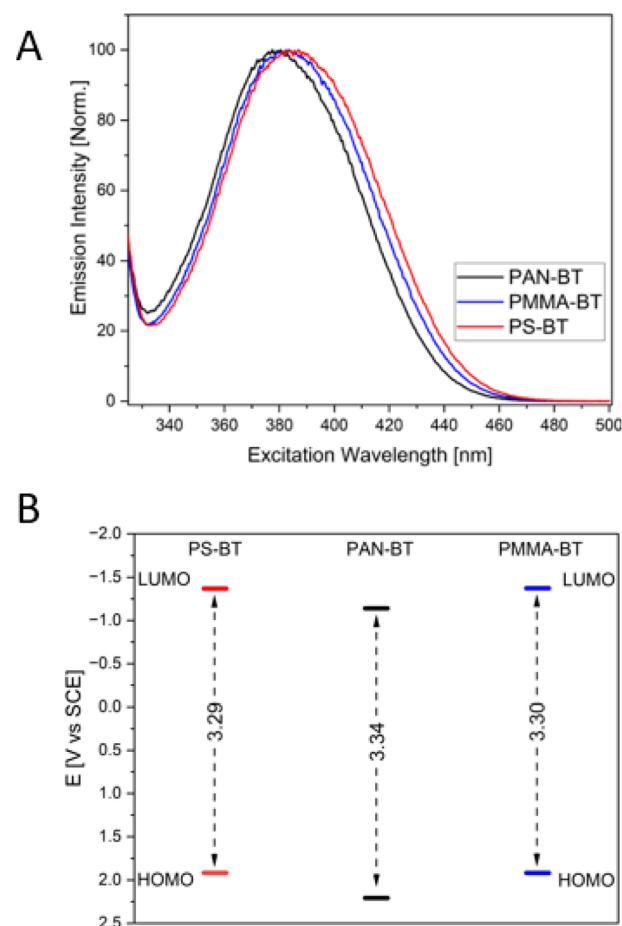 A
Emission Intensity [Norm.]
100
80
60
40
20
0
PAN-BT
PMMA-BT
PS-BT
340 360 380 400 420 440 460 480 500
Excitation Wavelength [nm]
B
E [V vs SCE]
−2.0
−1.5
−1.0
−0.5
0.0
0.5
1.0
1.5
2.0
2.5
PS-BT PAN-BT PMMA-BT
LUMO LUMO
3.29 3.34 3.30
HOMO HOMO